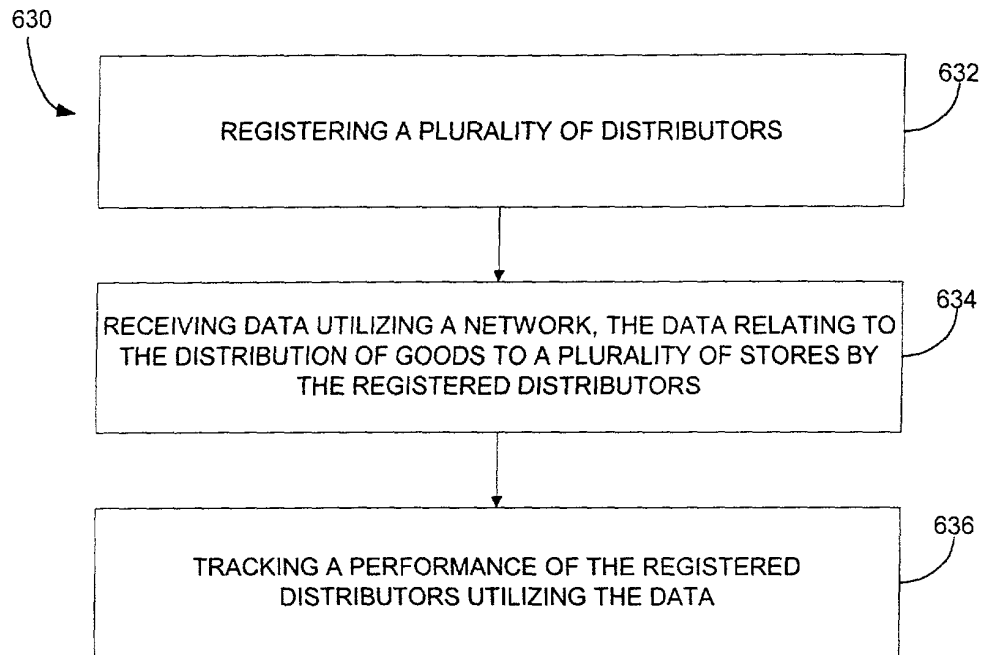 630
632
REGISTERING A PLURALITY OF DISTRIBUTORS
634
RECEIVING DATA UTILIZING A NETWORK, THE DATA RELATING TO
THE DISTRIBUTION OF GOODS TO A PLURALITY OF STORES BY
THE REGISTERED DISTRIBUTORS
636
TRACKING A PERFORMANCE OF THE REGISTERED
DISTRIBUTORS UTILIZING THE DATA